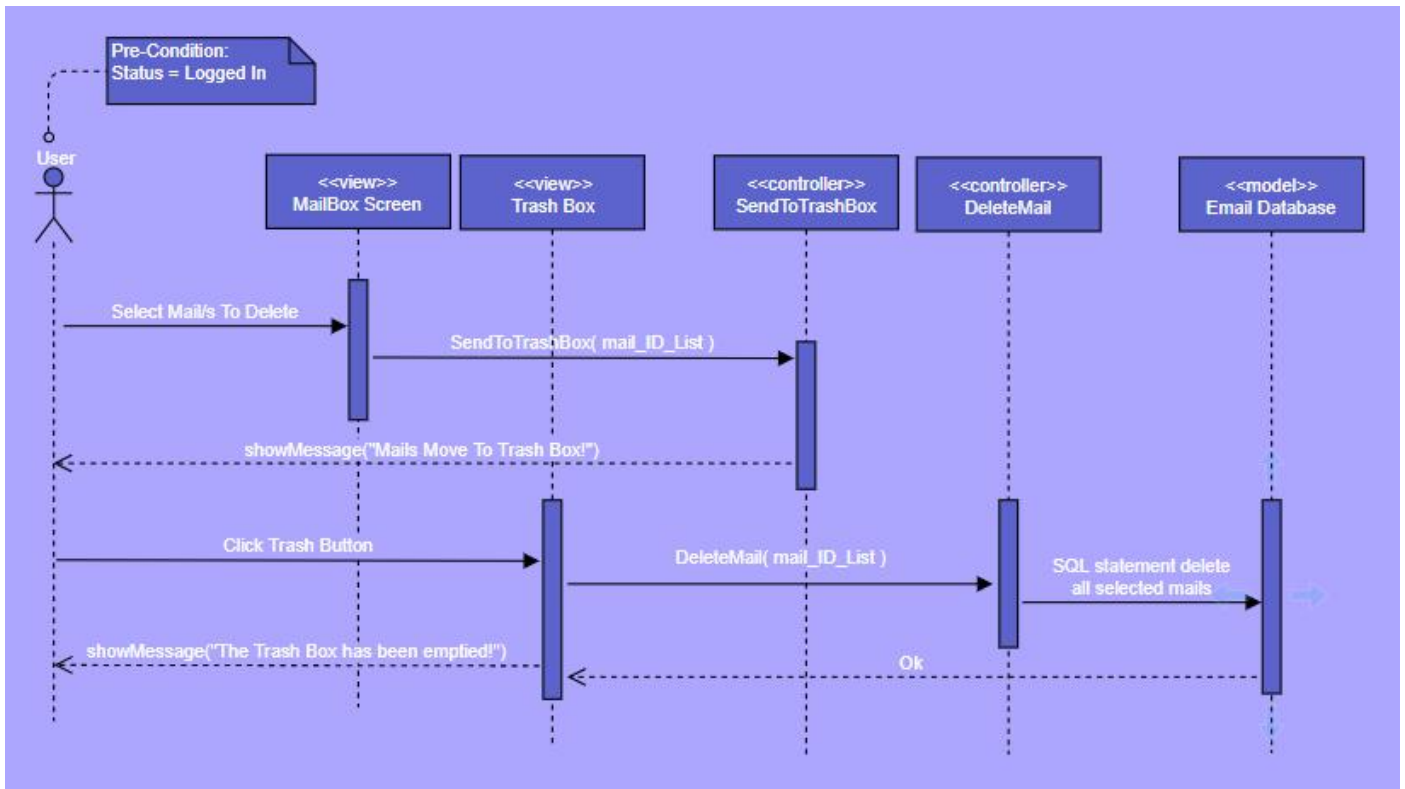 Pre-Condition:
Status = Logged In
User
<<view>>
MailBox Screen
<<view>>
Trash Box
<<controller>>
SendToTrashBox
<<controller>>
DeleteMail
<<model>>
Email Database
Select Mail/s To Delete
SendToTrashBox( mail_ID_List )
showMessage("Mails Move To Trash Box!")
Click Trash Button
DeleteMail( mail_ID_List )
SQL statement delete
all selected mails
showMessage("The Trash Box has been emptied!")
Ok